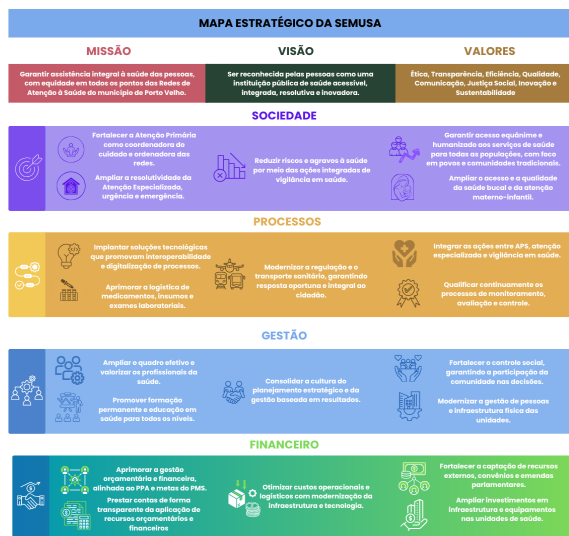 MAPA ESTRATÉGICO DA SEMUSA
MISSÃO
VISÃO
VALORES
Garantir assistência integral à saúde das pessoas,
com equidade em todos os pontos das Redes de
Atenção à Saúde do município de Porto Velho.
Ser reconhecida pelas pessoas como uma
instituição pública de saúde acessível,
integrada, resolutiva e inovadora.
Ética, Transparência, Eficiência, Qualidade,
Comunicação, Justiça Social, Inovação e
Sustentabilidade
SOCIEDADE
Fortalecer a Atenção Primária
como coordenadora do
cuidado e ordenadora das
redes.
Ampliar a resolutividade da
Atenção Especializada,
urgência e emergência.
Reduzir riscos e agravos à saúde
por meio das ações integradas de
vigilância em saúde.
Garantir acesso equânime e
humanizado aos serviços de saúde
para todas as populações, com foco
em povos e comunidades tradicionais.
Ampliar o acesso e a qualidade
da saúde bucal e da atenção
materno-infantil.
PROCESSOS
Implantar soluções tecnológicas
que promovam interoperabilidade
e digitalização de processos.
Aprimorar a logística de
medicamentos, insumos e
exames laboratoriais.
Modernizar a regulação e o
transporte sanitário, garantindo
resposta oportuna e integral ao
cidadão.
Integrar as ações entre APS, atenção
especializada e vigilância em saúde.
Qualificar continuamente os
processos de monitoramento,
avaliação e controle.
GESTÃO
Ampliar o quadro efetivo e
valorizar os profissionais da
saúde.
Promover formação
permanente e educação em
saúde para todos os níveis.
Consolidar a cultura do
planejamento estratégico e da
gestão baseada em resultados.
Fortalecer o controle social,
garantindo a participação da
comunidade nas decisões.
Modernizar a gestão de pessoas
e infraestrutura física das
unidades.
FINANCEIRO
Aprimorar a gestão
orçamentária e financeira,
alinhada ao PPA e metas do PMS.
Prestar contas de forma
transparente da aplicação de
recursos orçamentários e
financeiros
Otimizar custos operacionais e
logísticos com modernização da
infraestrutura e tecnologia.
Fortalecer a captação de recursos
externos, convênios e emendas
parlamentares.
Ampliar investimentos em
infraestrutura e equipamentos
nas unidades de saúde.